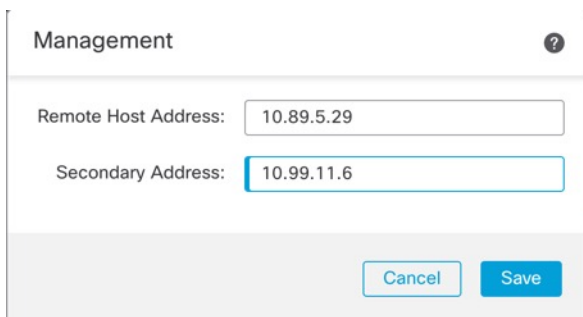 Management
Remote Host Address: 10.89.5.29
Secondary Address: 10.99.11.6
Cancel Save